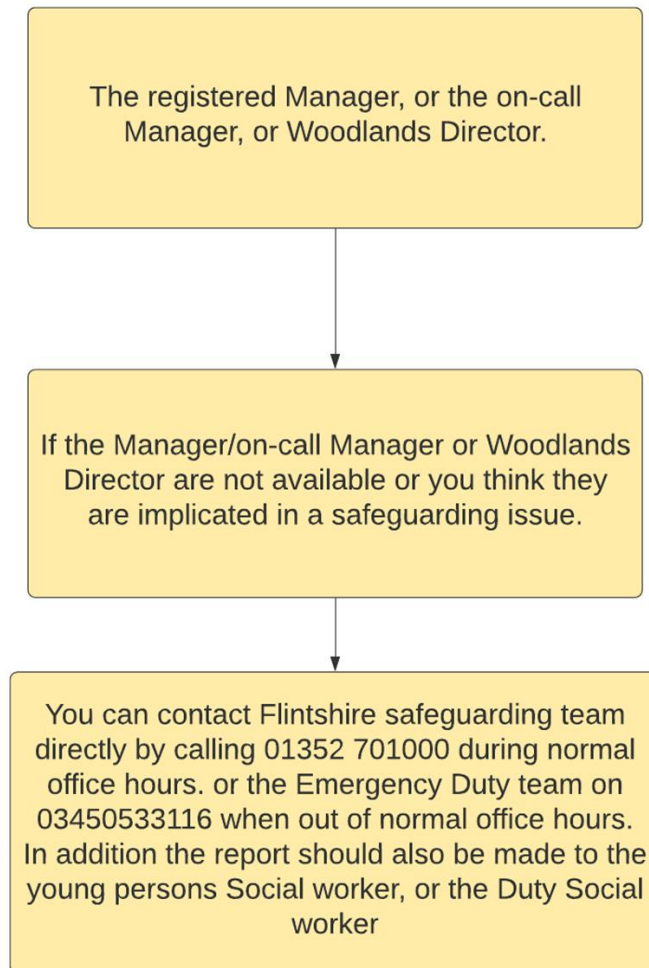 The registered Manager, or the on-call
Manager, or Woodlands Director.
If the Manager/on-call Manager or Woodlands
Director are not available or you think they
are implicated in a safeguarding issue.
You can contact Flintshire safeguarding team
directly by calling 01352 701000 during normal
office hours. or the Emergency Duty team on
03450533116 when out of normal office hours.
In addition the report should also be made to the
young persons Social worker, or the Duty Social
worker